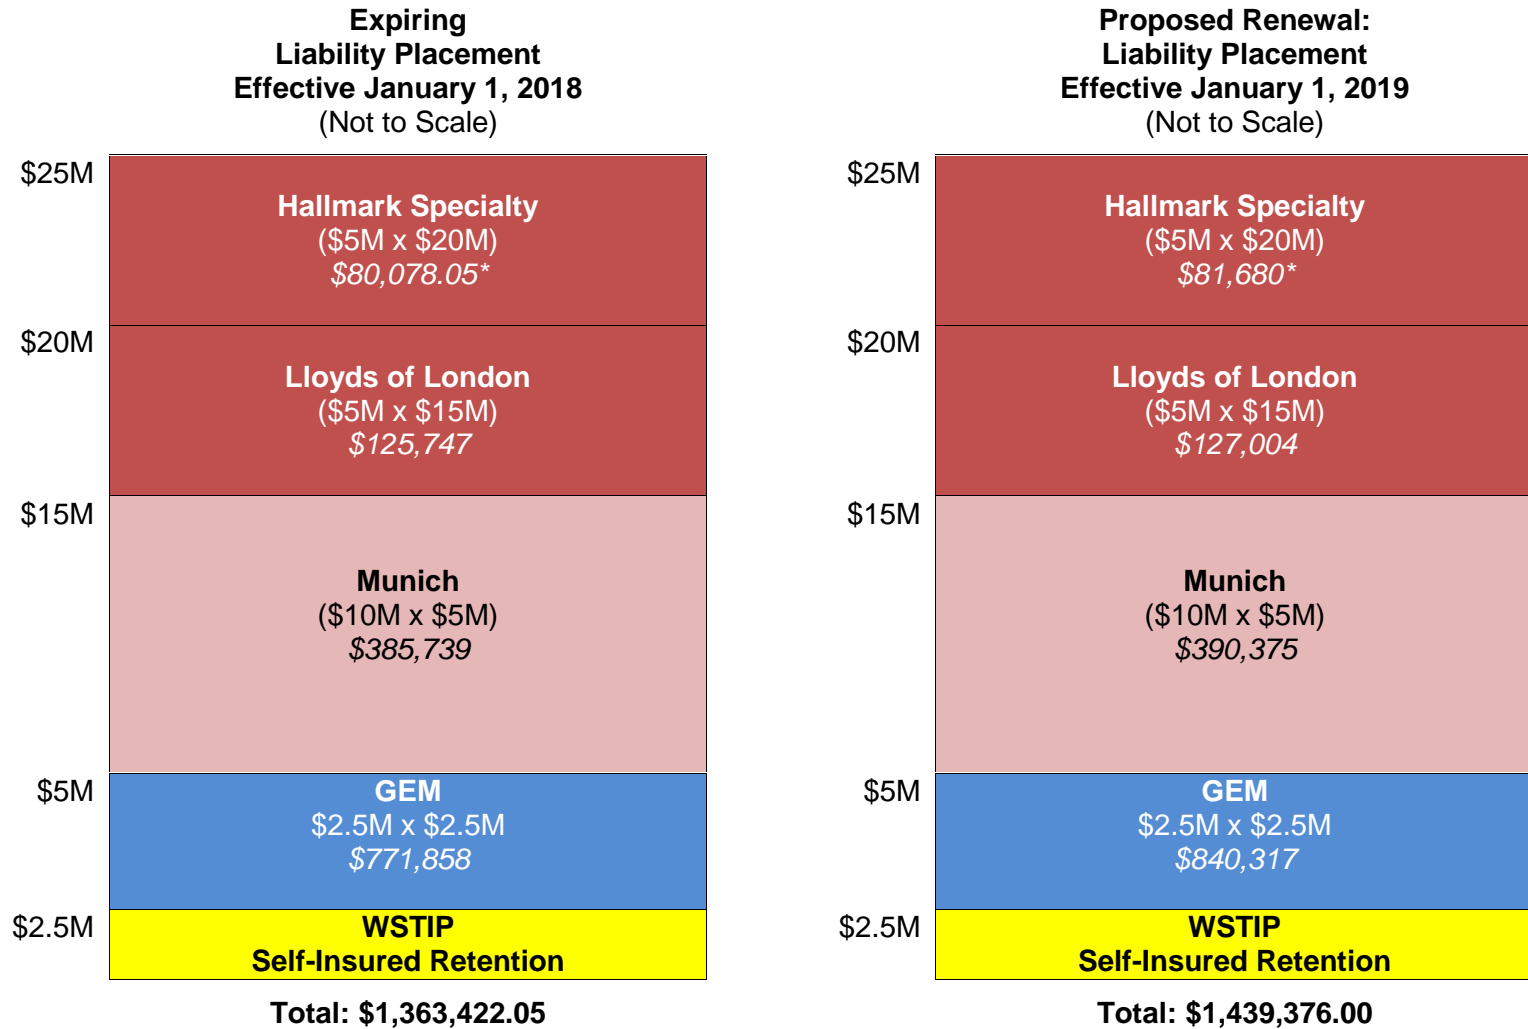 Expiring
Liability Placement
Effective January 1, 2018
(Not to Scale)
$25M
Hallmark Specialty
($5M x $20M)
$80,078.05*
$20M
Lloyds of London
($5M x $15M)
$125,747
$15M
Munich
($10M x $5M)
$385,739
$5M
GEM
$2.5M x $2.5M
$771,858
$2.5M
WSTIP
Self-Insured Retention
Total: $1,363,422.05
Proposed Renewal:
Liability Placement
Effective January 1, 2019
(Not to Scale)
$25M
Hallmark Specialty
($5M x $20M)
$81,680*
$20M
Lloyds of London
($5M x $15M)
$127,004
$15M
Munich
($10M x $5M)
$390,375
$5M
GEM
$2.5M x $2.5M
$840,317
$2.5M
WSTIP
Self-Insured Retention
Total: $1,439,376.00